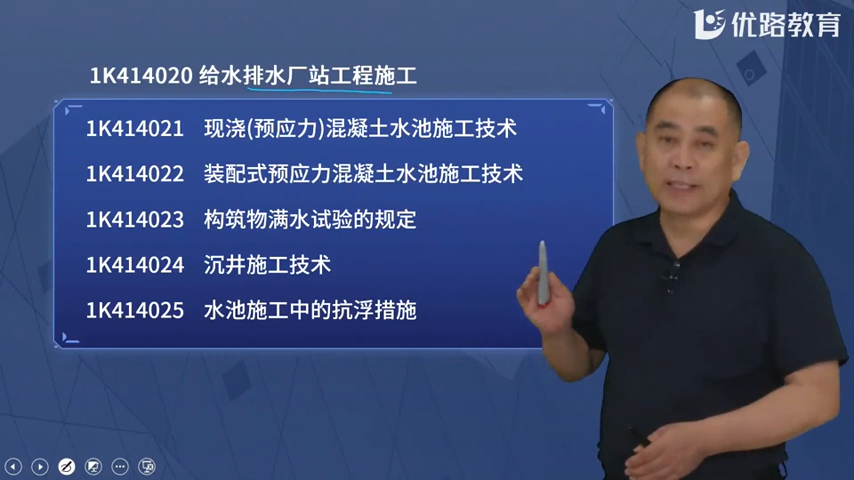 优路教育
1K414020 给水排水厂站工程施工
1K414021 现浇(预应力)混凝土水池施工技术
1K414022 装配式预应力混凝土水池施工技术
1K414023 构筑物满水试验的规定
1K414024 沉井施工技术
1K414025 水池施工中的抗浮措施